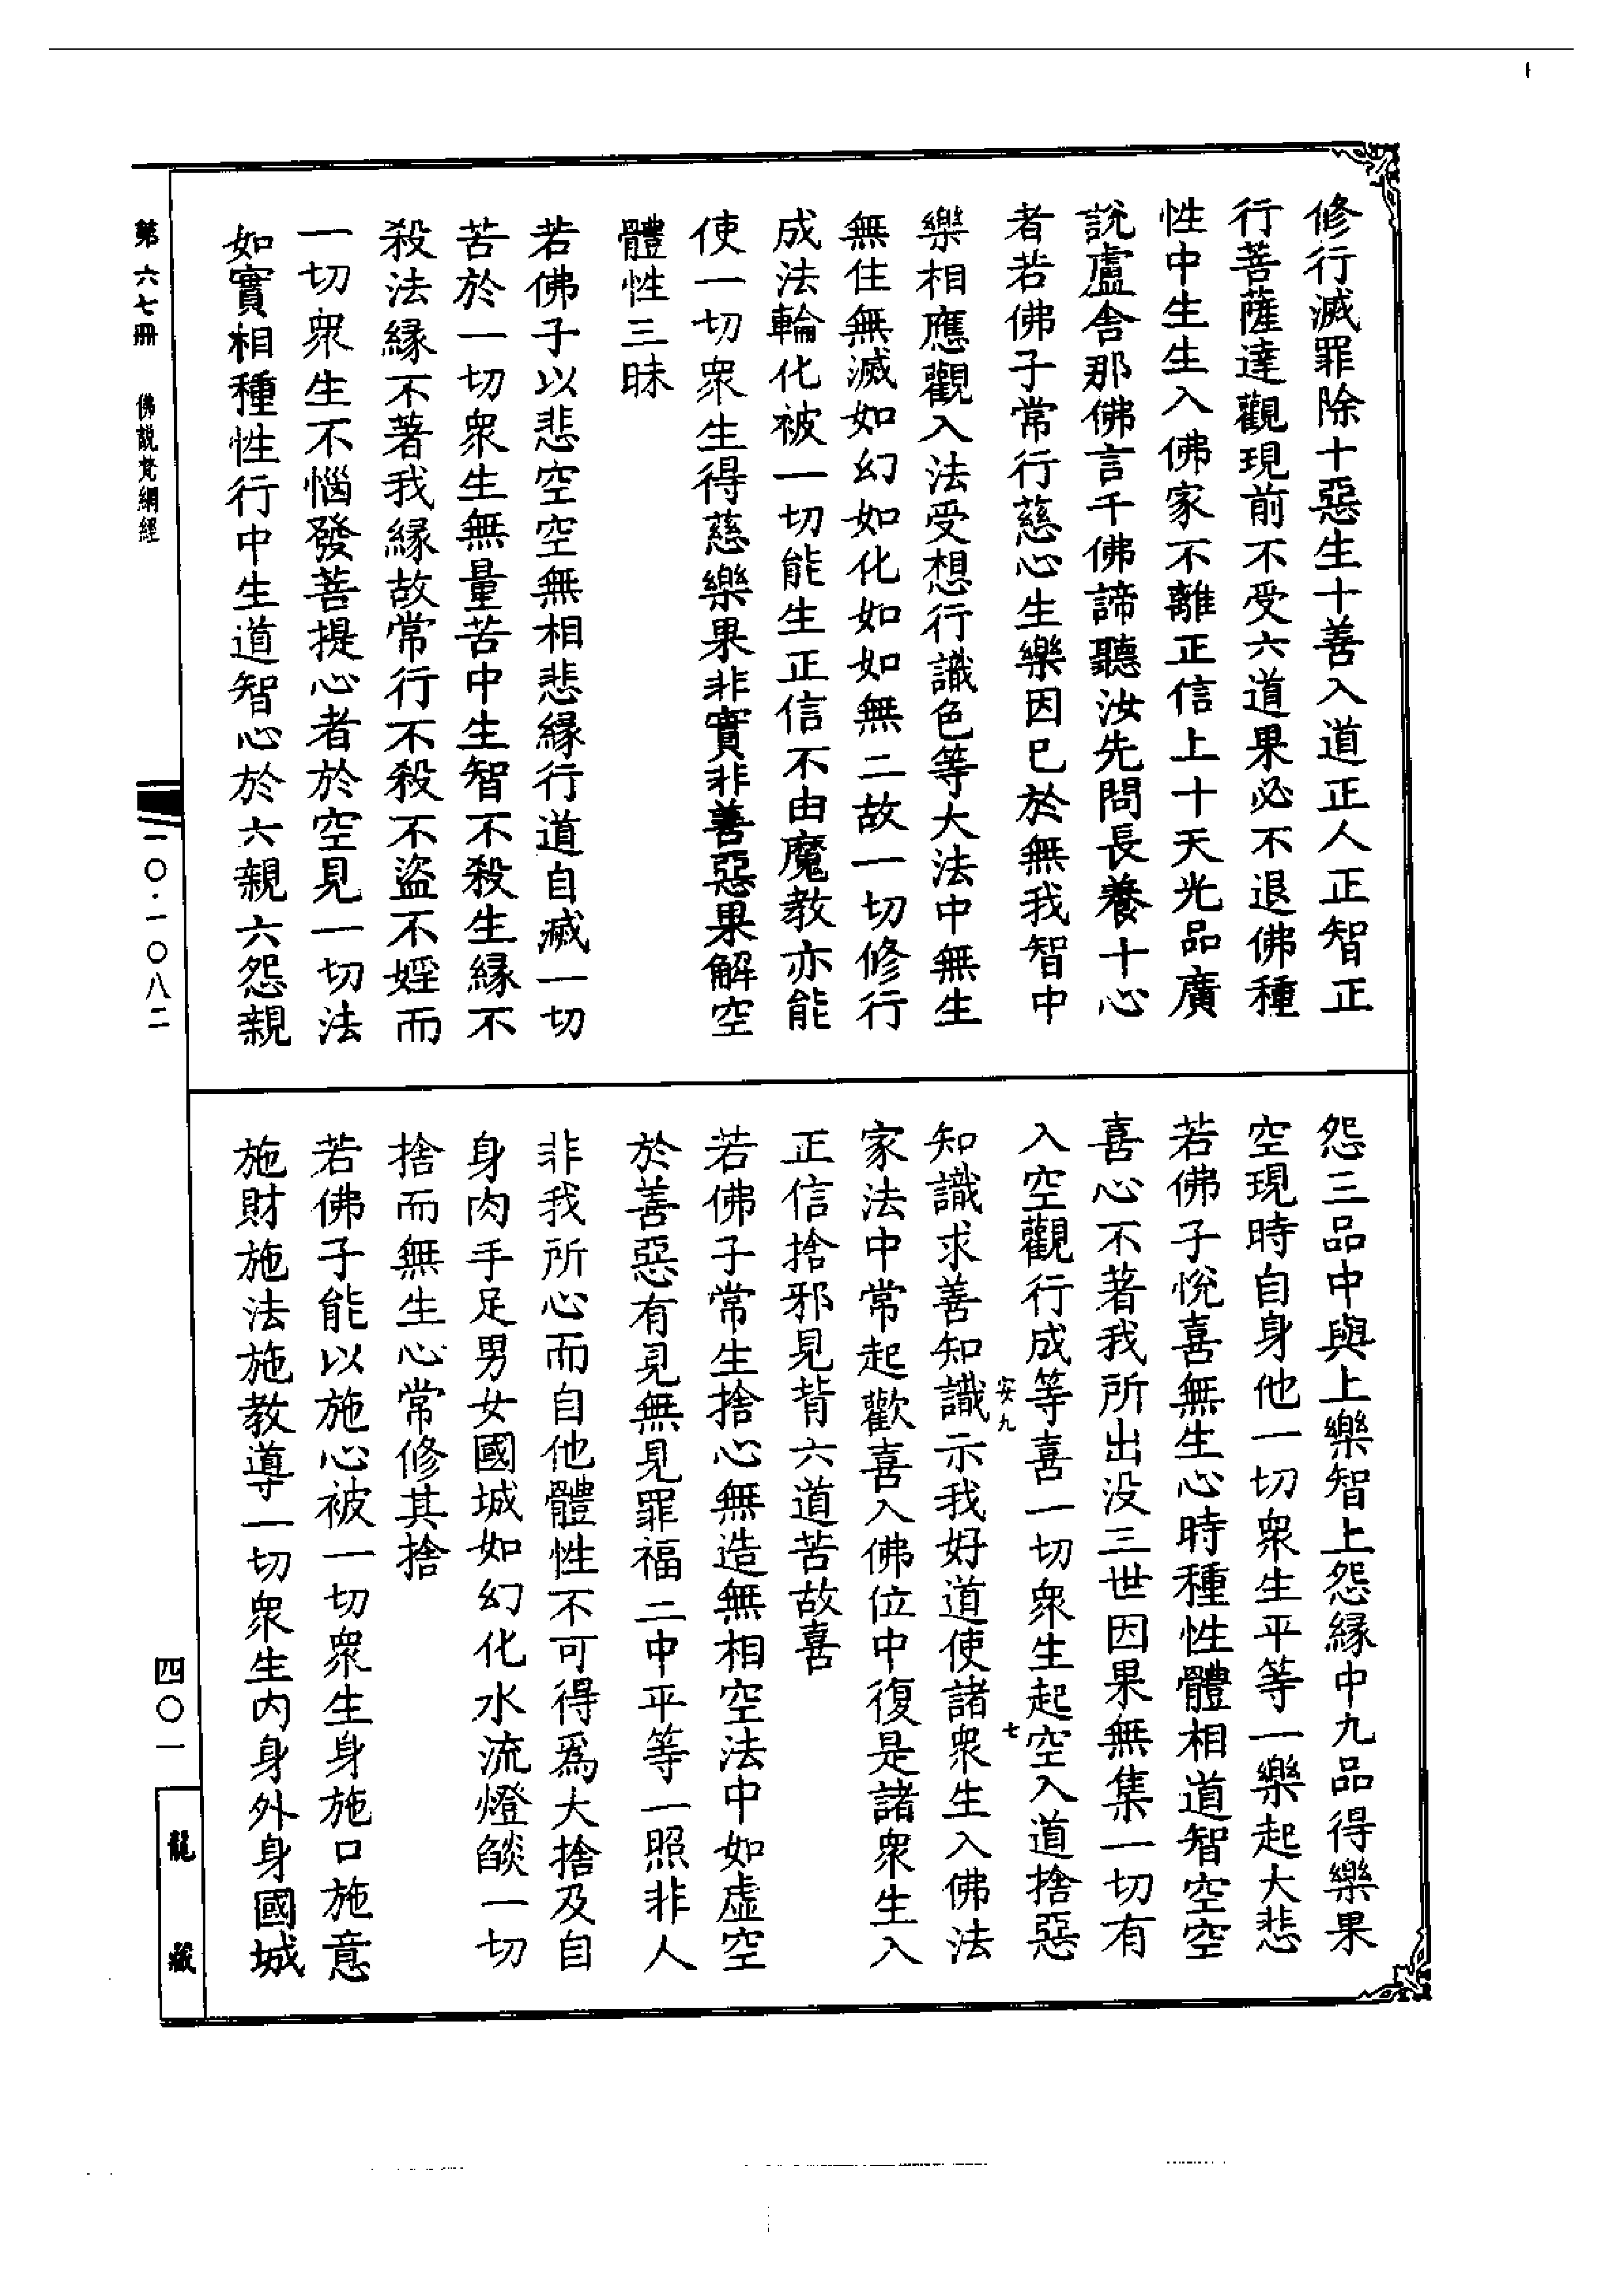 修行滅罪除十惡生十善入道正人正智正
行菩薩達觀現前不受六道果必不退佛種
性中生生入佛家不離正信上十天光品廣
說盧舍那佛言千佛諦聽汝先問長養十心
者若佛子常行慈心生樂因已於無我智中
樂相應觀入法受想行識色等大法中無生
無住無滅如幻如化如如無二故一切修行
成法輪化被一切能生正信不由魔教亦能
使一切眾生得慈樂果非實非善惡果解空
體性三昧
若佛子以悲空空無相悲緣行道自滅一切
苦於一切眾生無量苦中生智不殺生緣不
殺法緣不著我緣故常行不殺不盜不婬而
一切眾生不惱發菩提心者於空見一切法
如實相種性行中生道智心於六親六怨親
怨三品中與上樂智上怨緣中九品得樂果
空現時自身他一切眾生平等一樂起大悲
若佛子悅喜無生心時種性體相道智空空
喜心不著我所出没三世因果無集一切有
入空觀行成等喜一切眾生起空入道捨惡
安九
七
知識求善知識示我好道使諸眾生入佛法
家法中常起歡喜入佛位中復是諸眾生入
正信捨邪見背六道苦故喜
若佛子常生捨心無造無相空法中如虛空
於善惡有見無見罪福二中平等一照非人
非我所心而自他體性不可得爲大捨及自
身肉手足男女國城如幻化水流燈燄一切
捨而無生心常修其捨
若佛子能以施心被一切眾生身施口施意
施財施法施教導一切眾生内身外身國城
第六七冊
佛説梵網經
一〇·一〇八二
四〇一
龍藏